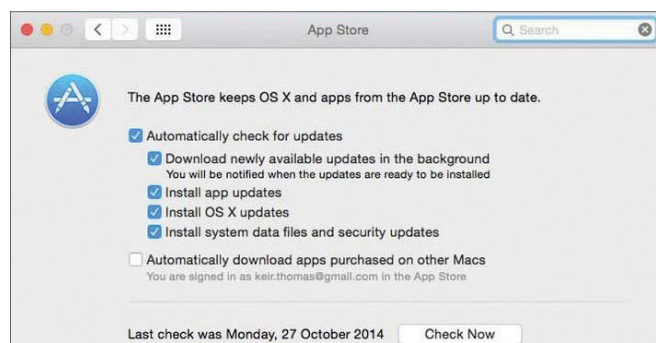 App Store
Search
The App Store keeps OS X and apps from the App Store up to date.
Automatically check for updates
Download newly available updates in the background
You will be notified when the updates are ready to be installed
Install app updates
Install OS X updates
Install system data files and security updates
Automatically download apps purchased on other Macs
You are signed in as keir.thomas@gmail.com in the App Store
Last check was Monday, 27 October 2014 Check Now